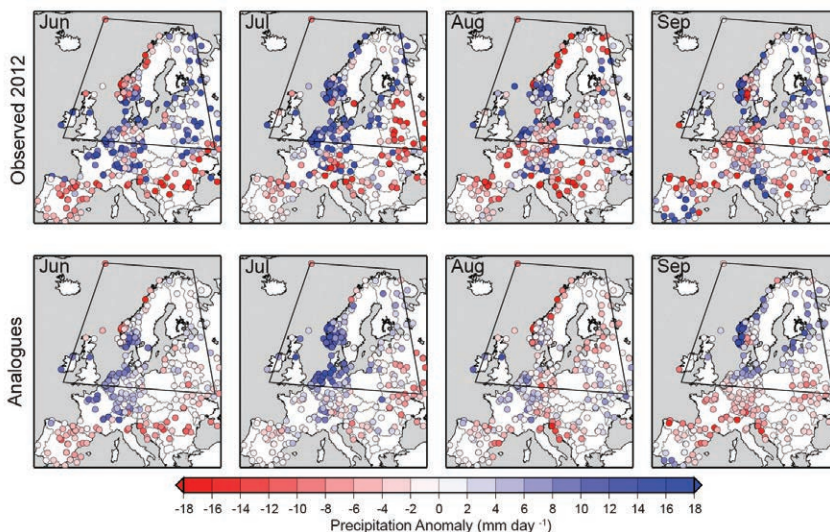 Jun Jul Aug Sep
Observed 2012
Jun Jul Aug Sep
Analogues
-18 -16 -14 -12 -10 -8 -6 -4 -2 0 2 4 6 8 10 12 14 16 18
Precipitation Anomaly (mm day -1)